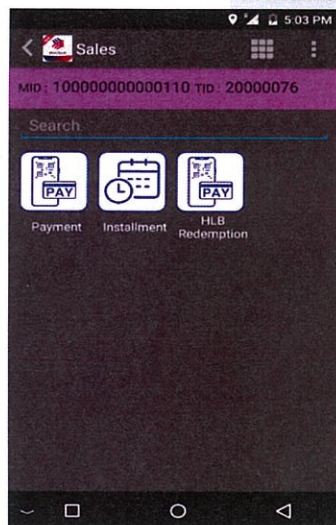 5:03 PM
Sales
MID : 100000000000110 TID : 20000076
Search
PAY
PAY
Payment
Installment
HLB
Redemption